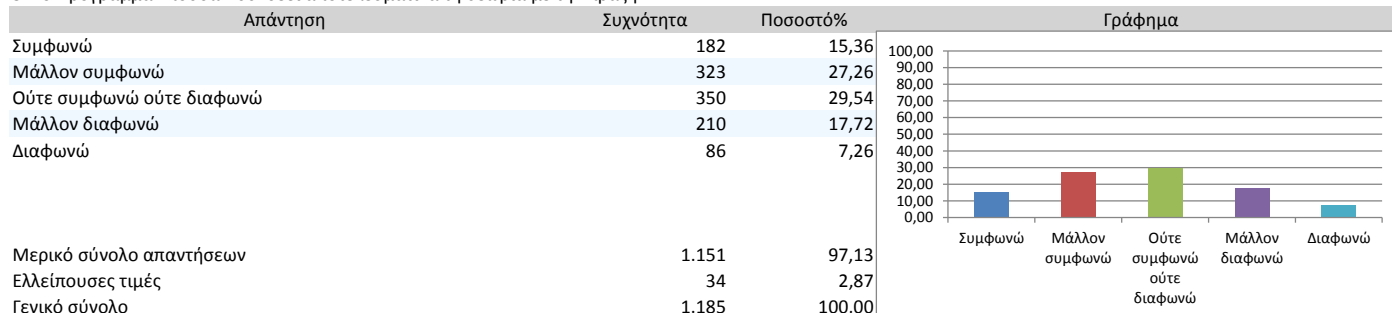 Απάντηση Συχνότητα Ποσοστό% Γράφημα
Συμφωνώ 182 15,36
Μάλλον συμφωνώ 323 27,26
Ούτε συμφωνώ ούτε διαφωνώ 350 29,54
Μάλλον διαφωνώ 210 17,72
Διαφωνώ 86 7,26
Μερικό σύνολο απαντήσεων 1.151 97,13
Ελλείπουσες τιμές 34 2,87
Γενικό σύνολο 1.185 100,00
100,00
90,00
80,00
70,00
60,00
50,00
40,00
30,00
20,00
10,00
0,00
Συμφωνώ Μάλλον Ούτε Μάλλον Διαφωνώ
συμφωνώ συμφωνώ διαφωνώ
ούτε
διαφωνώ